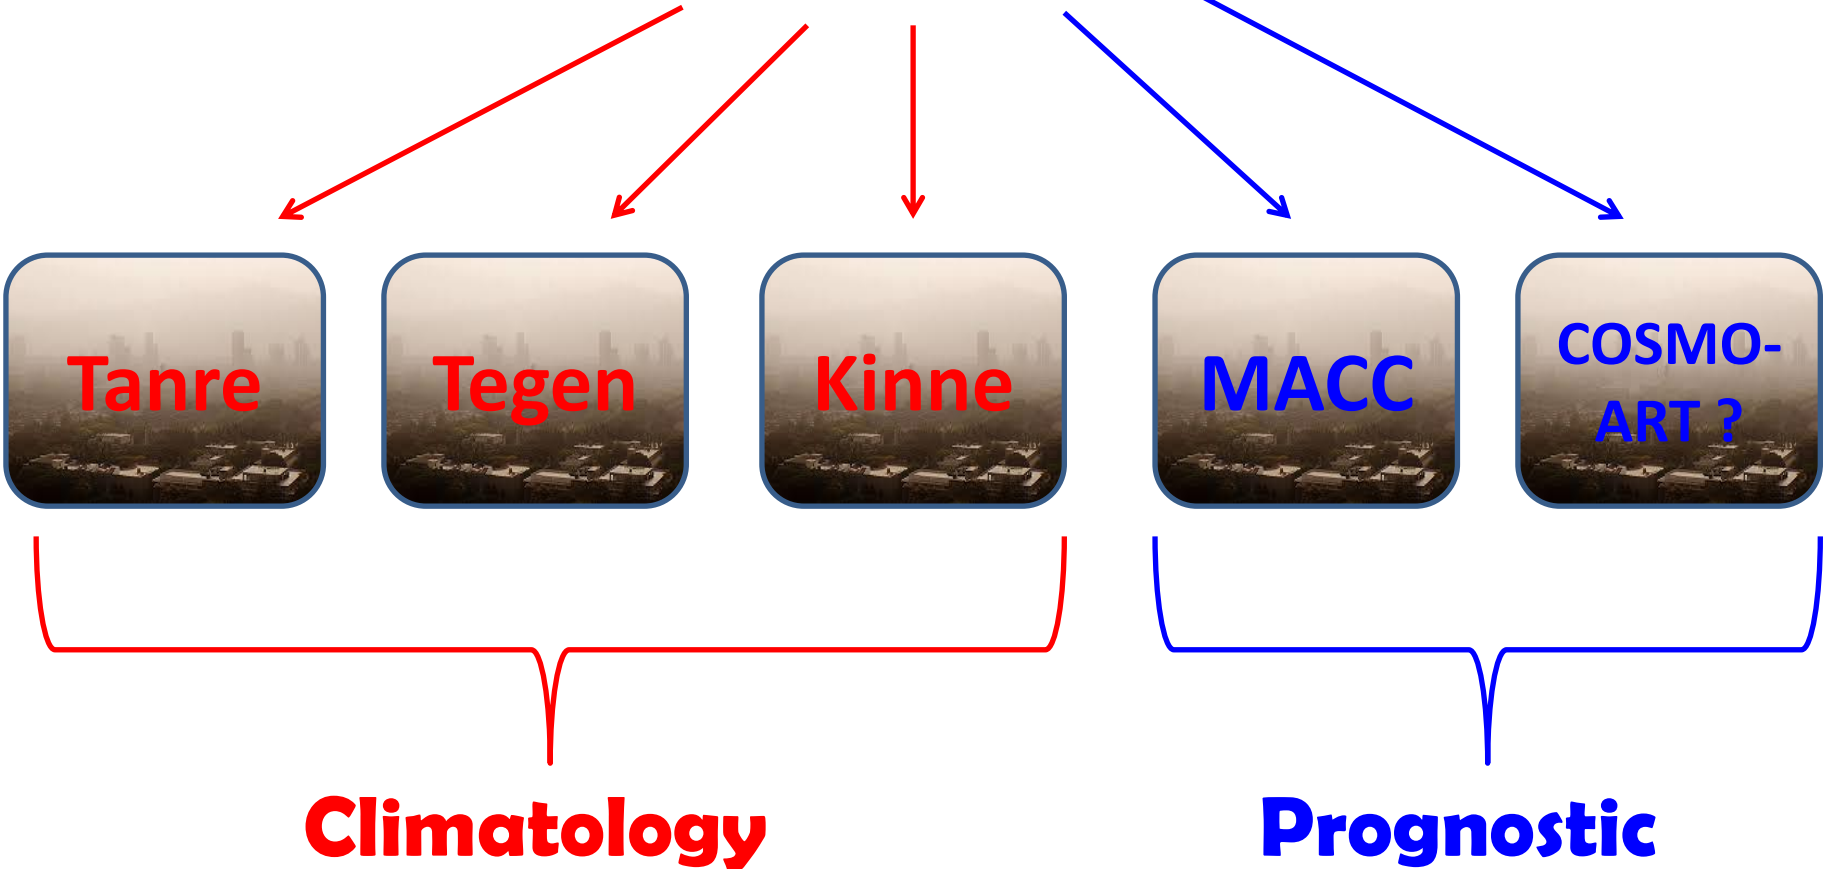 Tanre
Tegen
Kinne
MACC
COSMO-
ART ?
Climatology
Prognostic